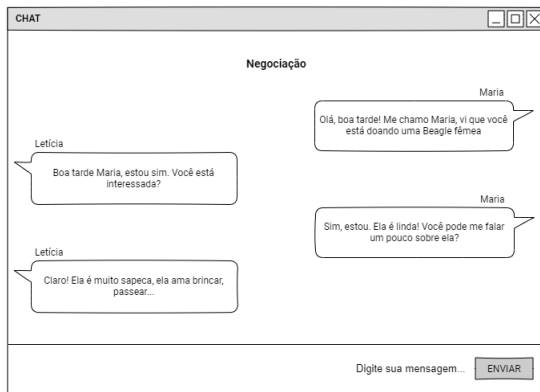 CHAT
Negociação
Maria
Olá, boa tarde! Me chamo Maria, vi que você
está doando uma Beagle fêmea
Letícia
Boa tarde Maria, estou sim. Você está
interessada?
Maria
Sim, estou. Ela é linda! Você pode me falar
um pouco sobre ela?
Letícia
Claro! Ela é muito sapeca, ela ama brincar,
passear...
Digite sua mensagem... ENVIAR